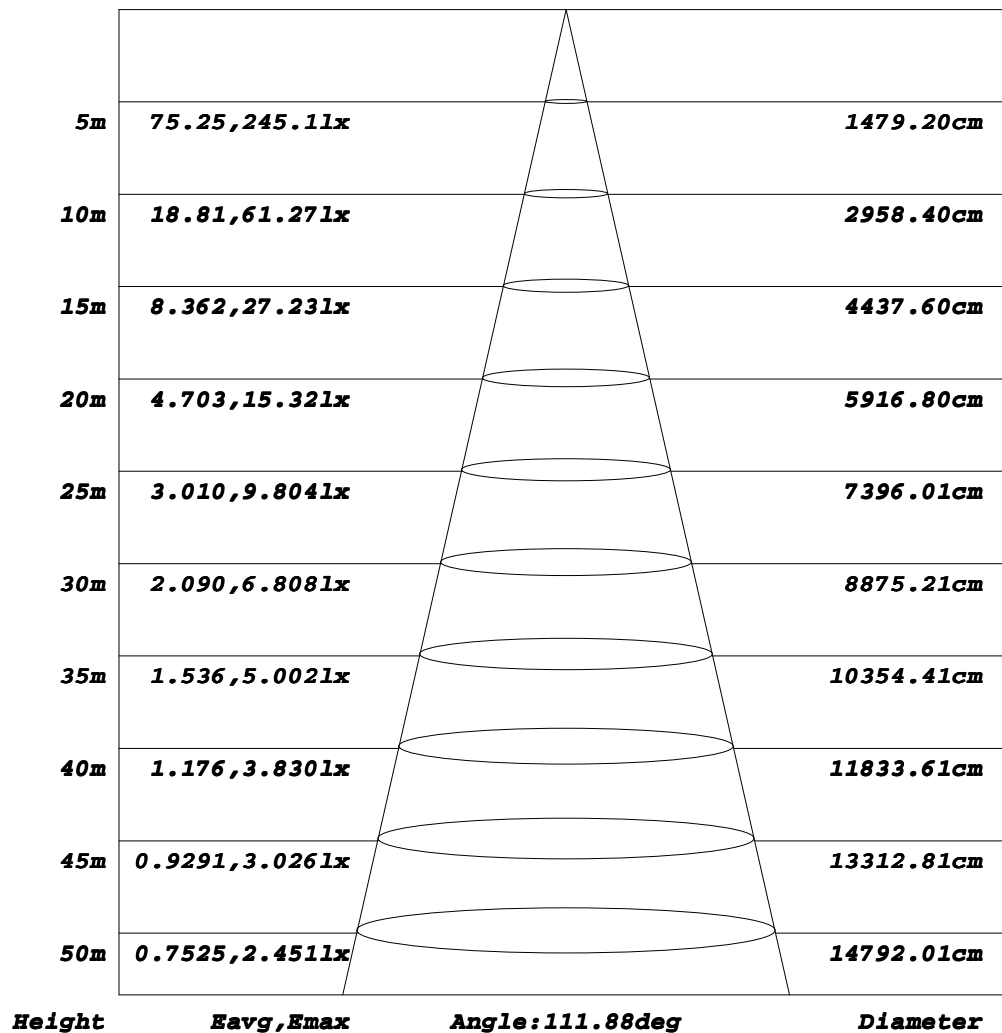 5m 75.25,245.1lx 1479.20cm
10m 18.81,61.27lx 2958.40cm
15m 8.362,27.23lx 4437.60cm
20m 4.703,15.32lx 5916.80cm
25m 3.010,9.804lx 7396.01cm
30m 2.090,6.808lx 8875.21cm
35m 1.536,5.002lx 10354.41cm
40m 1.176,3.830lx 11833.61cm
45m 0.9291,3.026lx 13312.81cm
50m 0.7525,2.451lx 14792.01cm
Height Eavg,Emax Angle:111.88deg Diameter